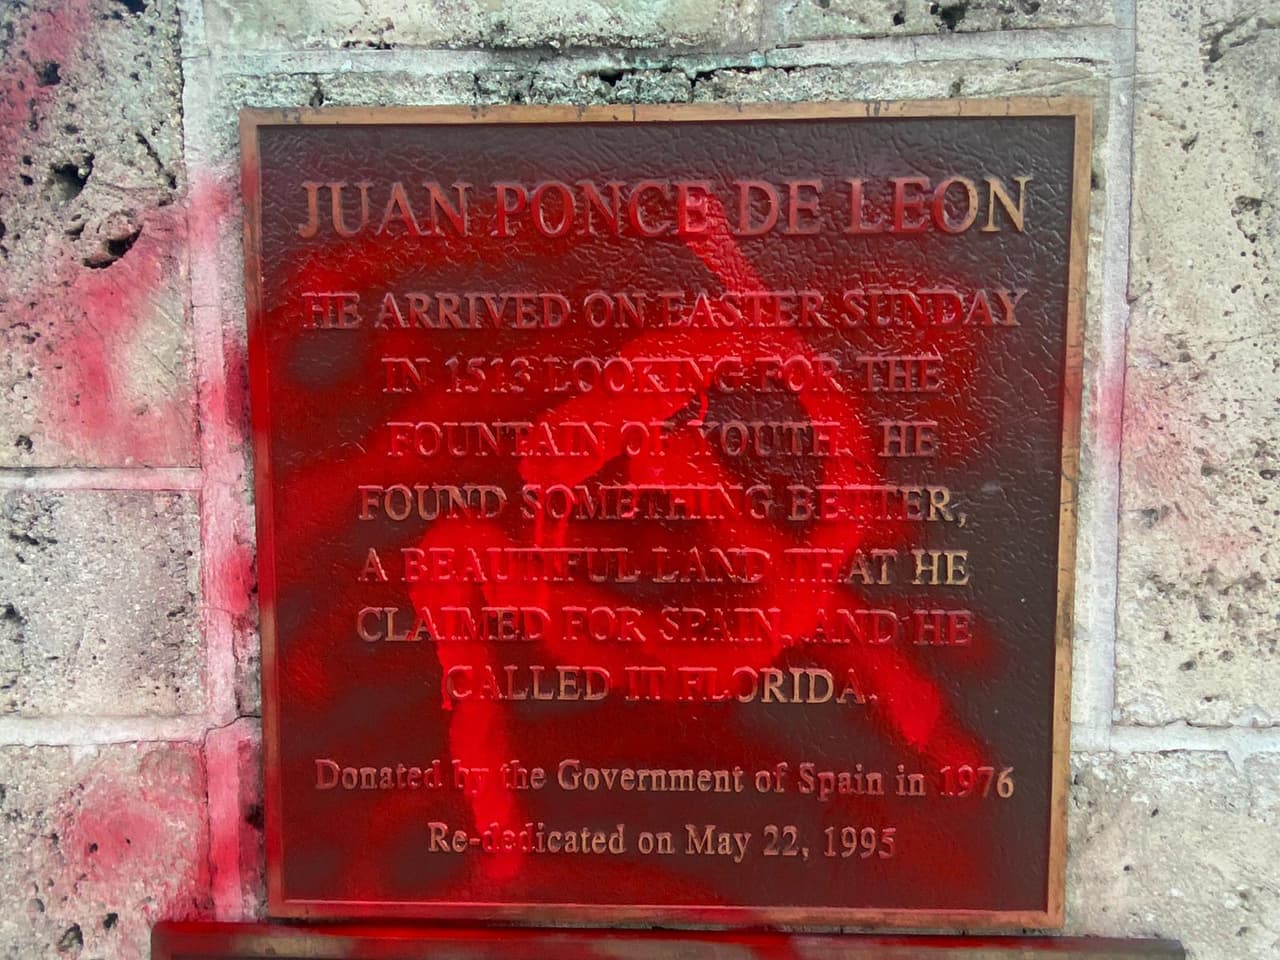 JUAN PONCE DE LEON
HE ARRIVED ON EASTER SUNDAY
IN 1513 LOOKING FOR THE
FOUNTAIN OF YOUTH. HE
FOUND SOMETHING BETTER,
A BEAUTIFUL LAND THAT HE
CLAIMED FOR SPAIN. AND HE
CALLED IT FLORIDA.
Donated by the Government of Spain in 1976
Re-dedicated on May 22, 1995